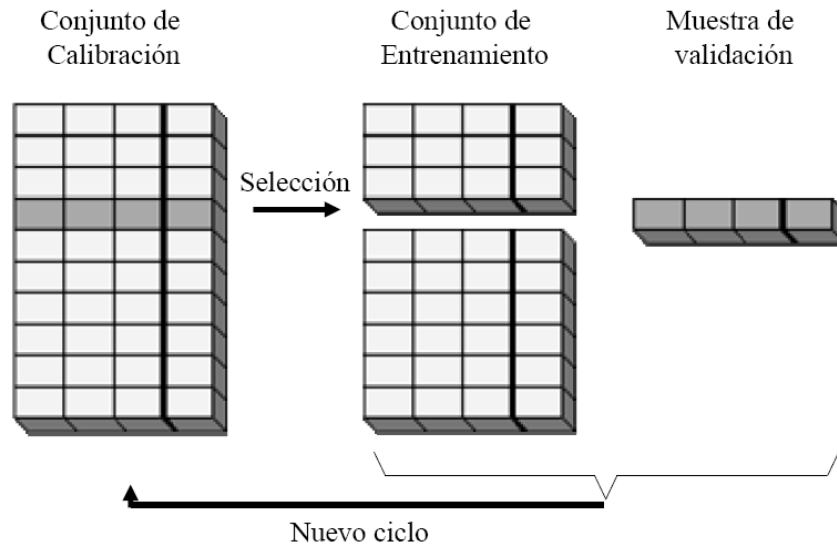 Conjunto de
Calibración
Conjunto de
Entrenamiento
Muestra de
validación
Selección
Nuevo ciclo